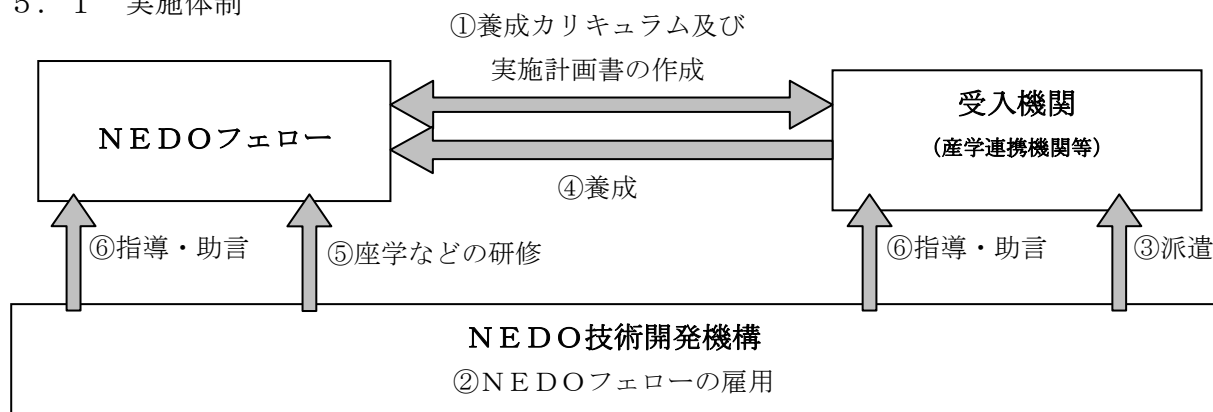 ５．１　実施体制
①養成カリキュラム及び
実施計画書の作成
ＮＥＤＯフェロー
受入機関
（産学連携機関等）
④養成
⑥指導・助言
⑤座学などの研修
⑥指導・助言
③派遣
ＮＥＤＯ技術開発機構
②ＮＥＤＯフェローの雇用